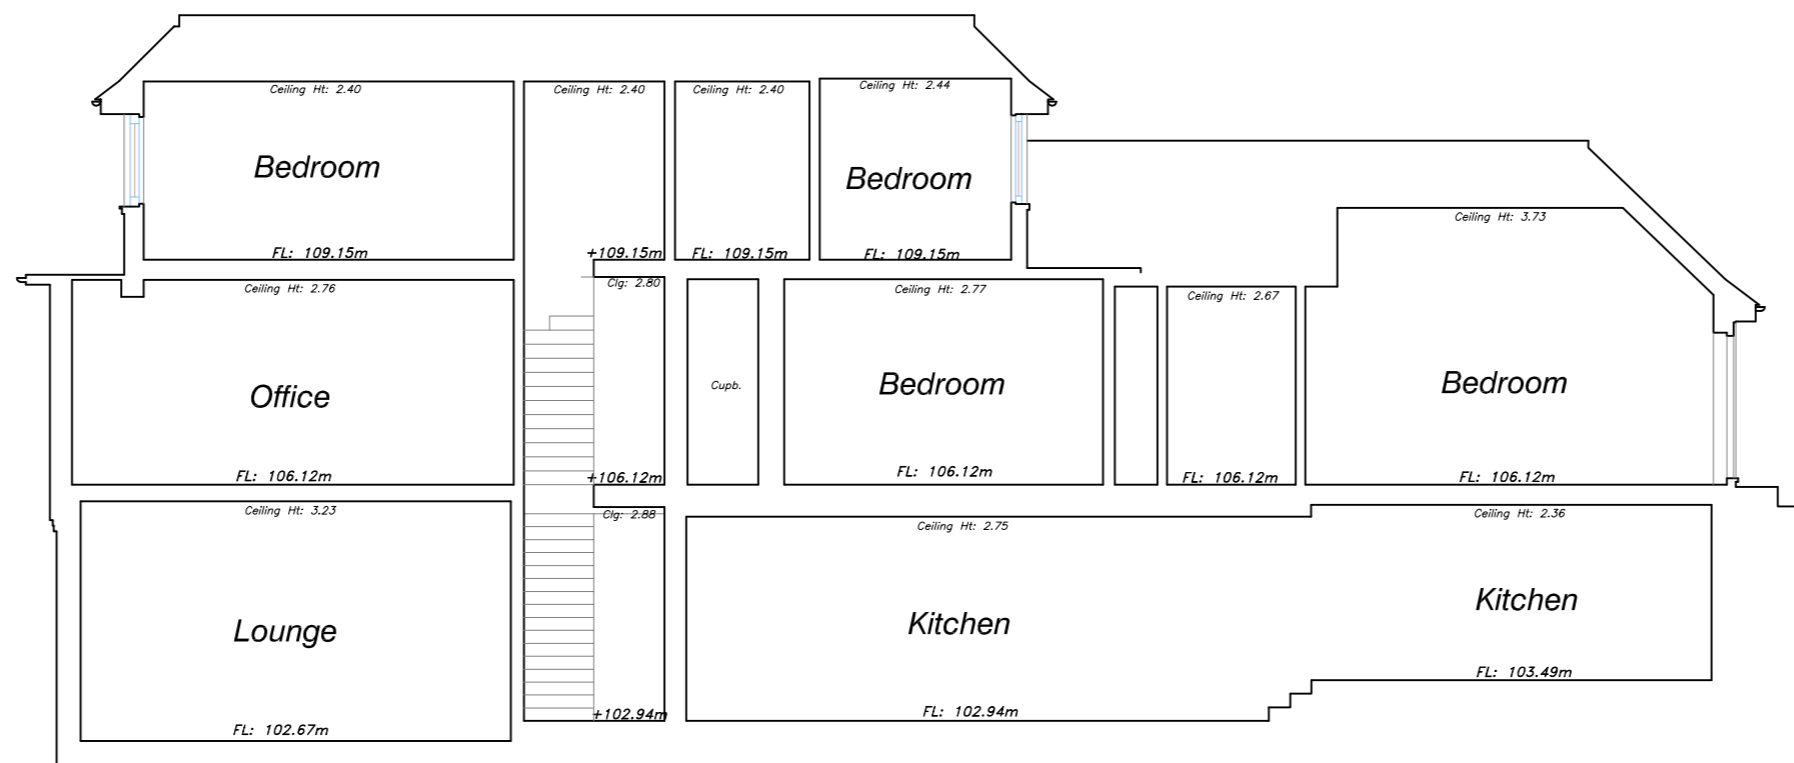 Ceiling Ht: 2.40
Ceiling Ht: 2.40
Ceiling Ht: 2.40
Ceiling Ht: 2.44
Bedroom
Bedroom
FL: 109.15m
+109.15m
FL: 109.15m
FL: 109.15m
Ceiling Ht: 3.73
Ceiling Ht: 2.76
Clg: 2.80
Ceiling Ht: 2.77
Ceiling Ht: 2.67
Office
Cupb.
Bedroom
Bedroom
FL: 106.12m
+106.12m
FL: 106.12m
FL: 106.12m
FL: 106.12m
Ceiling Ht: 3.23
Clg: 2.88
Ceiling Ht: 2.75
Ceiling Ht: 2.36
Lounge
Kitchen
Kitchen
FL: 102.67m
+102.94m
FL: 102.94m
FL: 103.49m